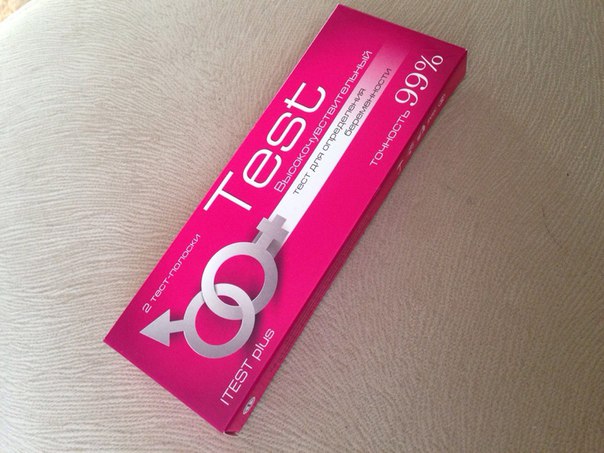 2 тест-полоски
Test
Высокочувствительный
тест для определения
беременности
точность 99%
ITEST plus